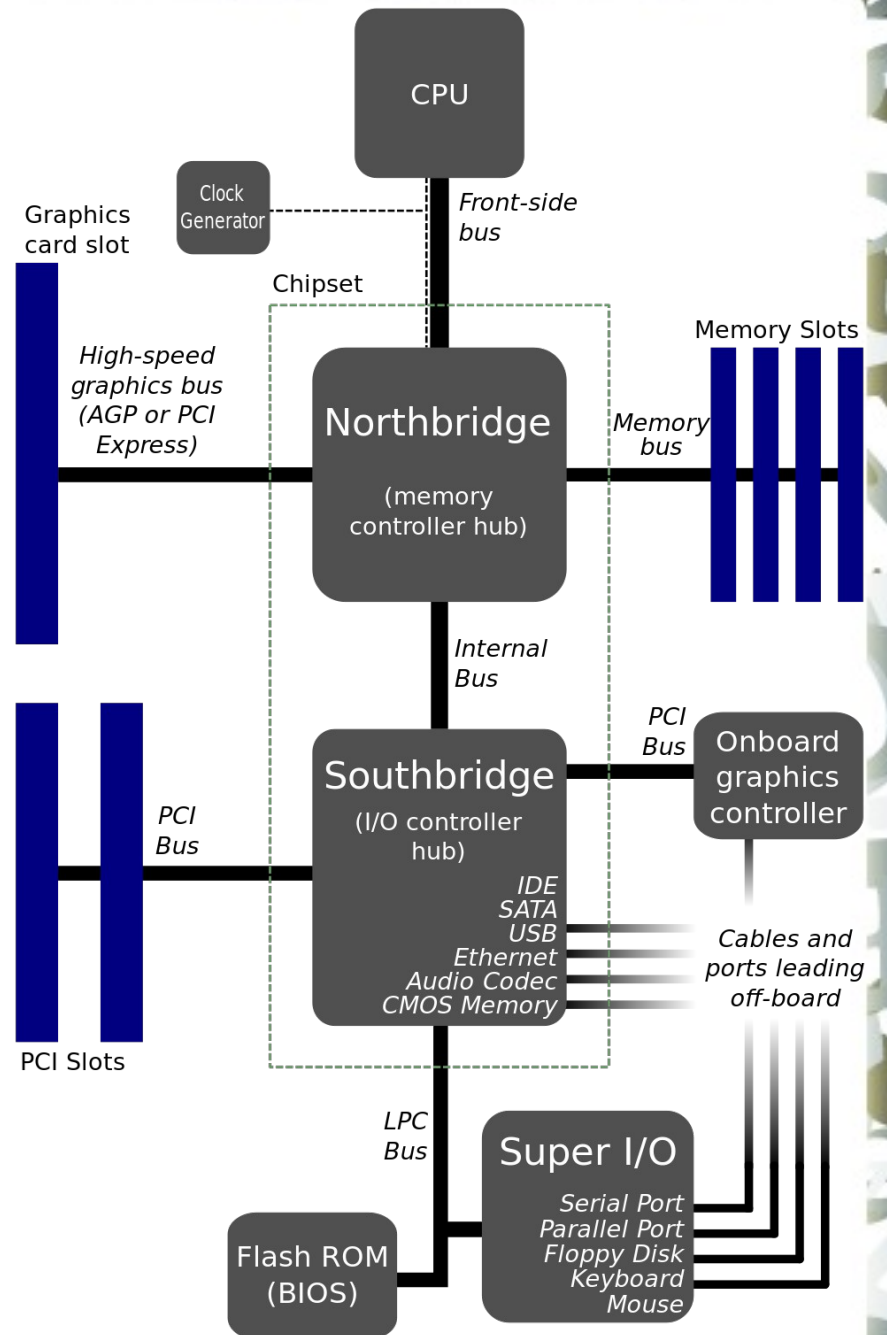 CPU
Clock
Generator
Front-side
bus
Graphics
card slot
Chipset
High-speed
graphics bus
(AGP or PCI
Express)
Northbridge
(memory
controller hub)
Memory Slots
Memory
bus
Internal
Bus
PCI
Bus
Onboard
graphics
controller
Southbridge
(I/O controller
hub)
PCI
Bus
IDE
SATA
USB
Ethernet
Audio Codec
CMOS Memory
Cables and
ports leading
off-board
PCI Slots
LPC
Bus
Super I/O
Serial Port
Parallel Port
Floppy Disk
Keyboard
Mouse
Flash ROM
(BIOS)